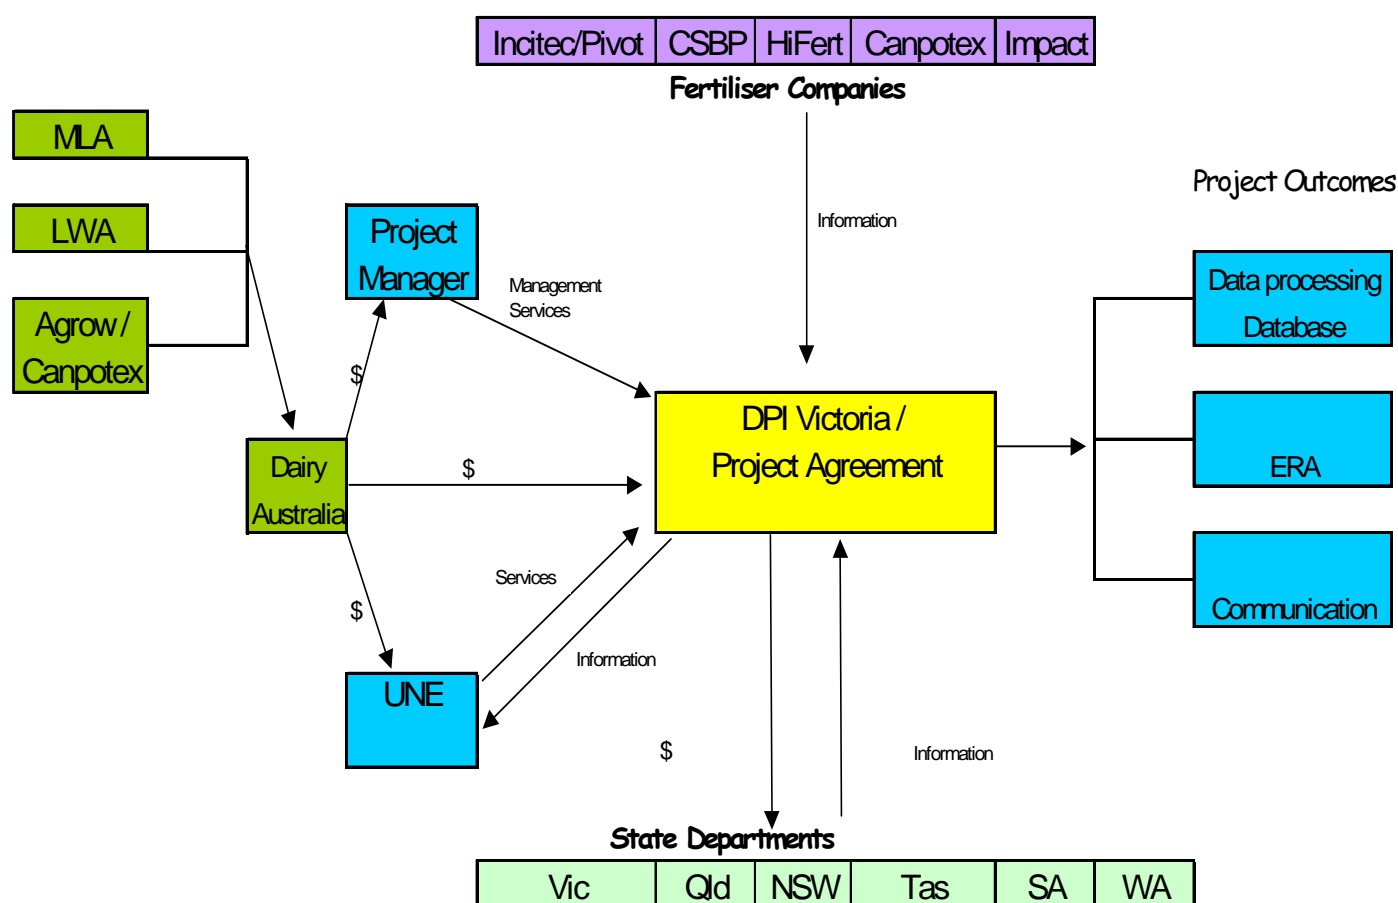 Incitec/Pivot CSBP HiFert Canpotex Impact
Fertiliser Companies
MLA
LWA
Agrow /
Canpotex
Project
Manager
Management
Services
Information
Project Outcomes
Data processing
Database
$
DPI Victoria /
Project Agreement
Dairy
Australia
$
ERA
Services
$
Information
Communication
UNE
$
Information
State Departments
Vic Qld NSW Tas SA WA